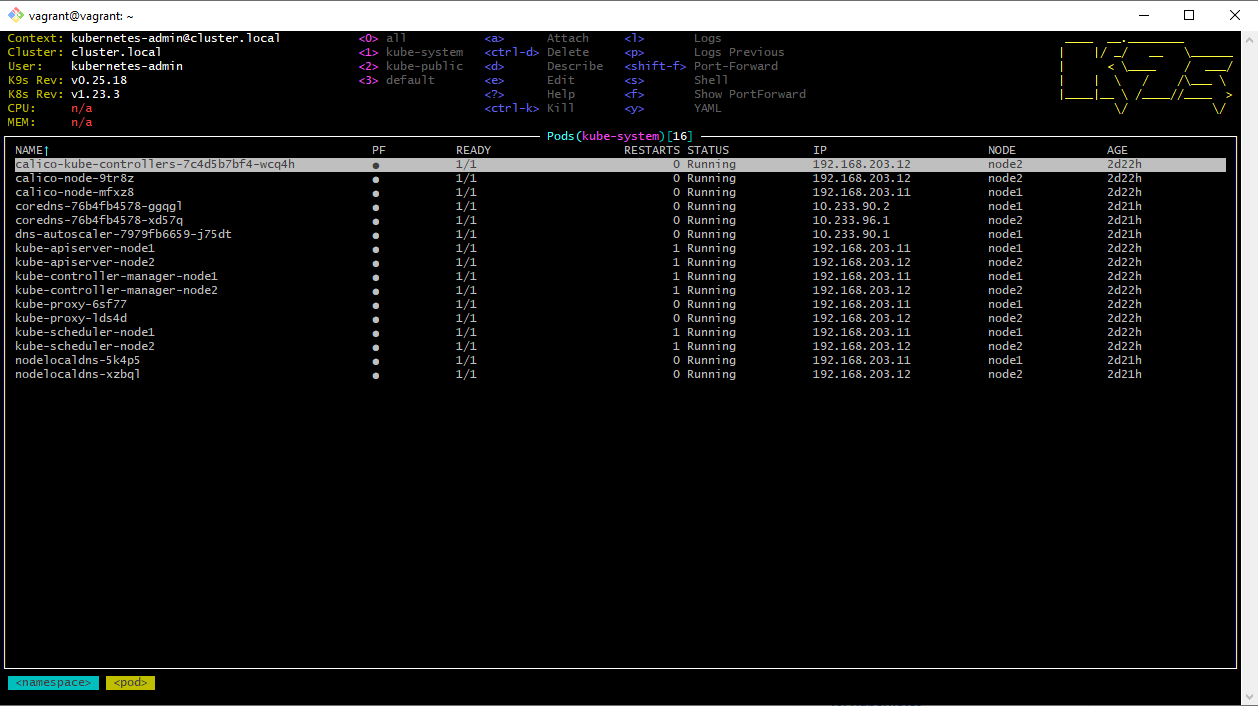 vagrant@vagrant: ~
Context: kubernetes-admin@cluster.local <0> all <a> Attach <l> Logs
Cluster: cluster.local <1> kube-system <ctrl-d> Delete <p> Logs Previous
User: kubernetes-admin <2> kube-public <d> Describe <shift-f> Port-Forward
K9s Rev: v0.25.18 <3> default <e> Edit <s> Shell
K8s Rev: v1.23.3 <?> Help <f> Show PortForward
CPU: n/a <ctrl-k> Kill <y> YAML
MEM: n/a
Pods(kube-system)[16]
NAME↑ PF READY RESTARTS STATUS IP NODE AGE
calico-kube-controllers-7c4d5b7bf4-wcq4h ● 1/1 0 Running 192.168.203.12 node2 2d22h
calico-node-9tr8z ● 1/1 0 Running 192.168.203.12 node2 2d22h
calico-node-mfxz8 ● 1/1 0 Running 192.168.203.11 node1 2d22h
coredns-76b4fb4578-ggqgl ● 1/1 0 Running 10.233.90.2 node1 2d21h
coredns-76b4fb4578-xd57q ● 1/1 0 Running 10.233.96.1 node2 2d21h
dns-autoscaler-7979fb6659-j75dt ● 1/1 0 Running 10.233.90.1 node1 2d21h
kube-apiserver-node1 ● 1/1 1 Running 192.168.203.11 node1 2d22h
kube-apiserver-node2 ● 1/1 1 Running 192.168.203.12 node2 2d22h
kube-controller-manager-node1 ● 1/1 1 Running 192.168.203.11 node1 2d22h
kube-controller-manager-node2 ● 1/1 1 Running 192.168.203.12 node2 2d22h
kube-proxy-6sf77 ● 1/1 0 Running 192.168.203.11 node1 2d22h
kube-proxy-lds4d ● 1/1 0 Running 192.168.203.12 node2 2d22h
kube-scheduler-node1 ● 1/1 1 Running 192.168.203.11 node1 2d22h
kube-scheduler-node2 ● 1/1 1 Running 192.168.203.12 node2 2d22h
nodelocaldns-5k4p5 ● 1/1 0 Running 192.168.203.11 node1 2d21h
nodelocaldns-xzbql ● 1/1 0 Running 192.168.203.12 node2 2d21h
<namespace> <pod>